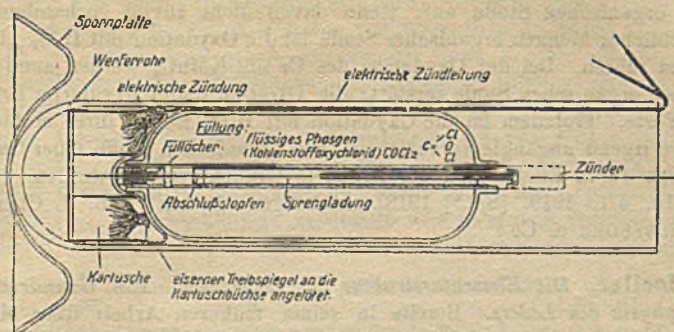 Spornplatte
Werferrohr
elektrische Zündung
elektrische Zündleitung
Füllung:
flüssiges Phosgen
(Kohlenstoffoxychlorid) COCl₂
Cl
C= O
Cl
Füllöcher
Zünder
Abschlußstopfen
Sprengladung
Kartusche
eiserner Treibspiegel an die
Kartuschbüchse angelötet